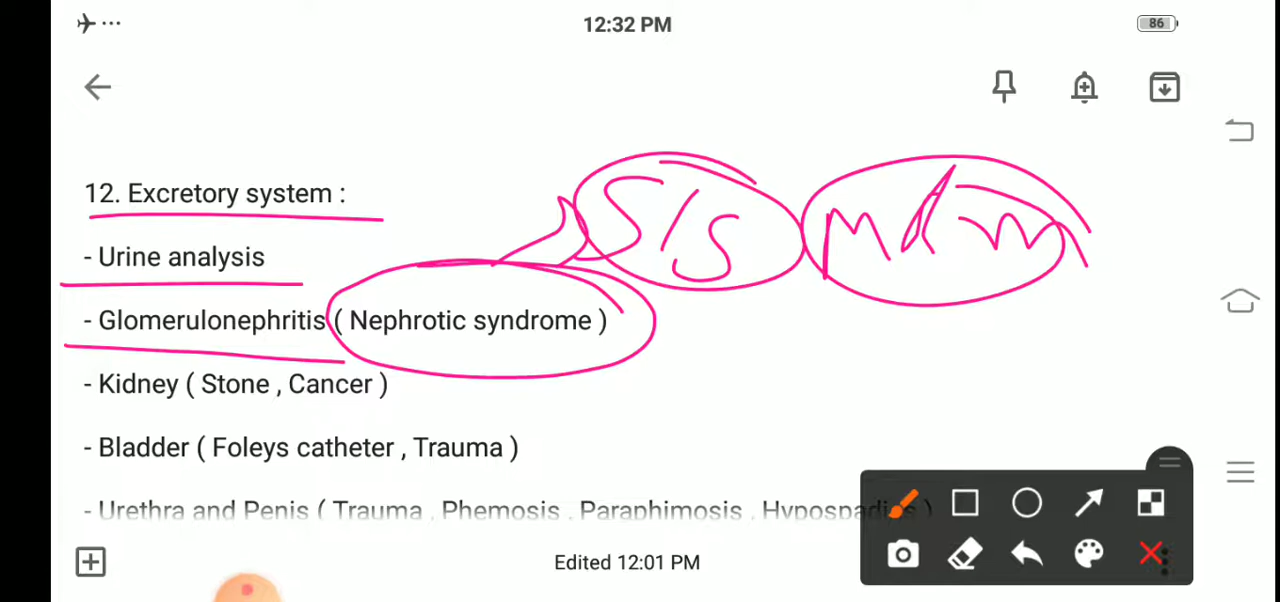 12:32 PM
86
12. Excretory system :
S/S
- Urine analysis
- Glomerulonephritis ( Nephrotic syndrome )
- Kidney ( Stone , Cancer )
- Bladder ( Foleys catheter , Trauma )
- Urethra and Penis ( Trauma , Phemosis , Paraphimosis ,
Edited 12:01 PM